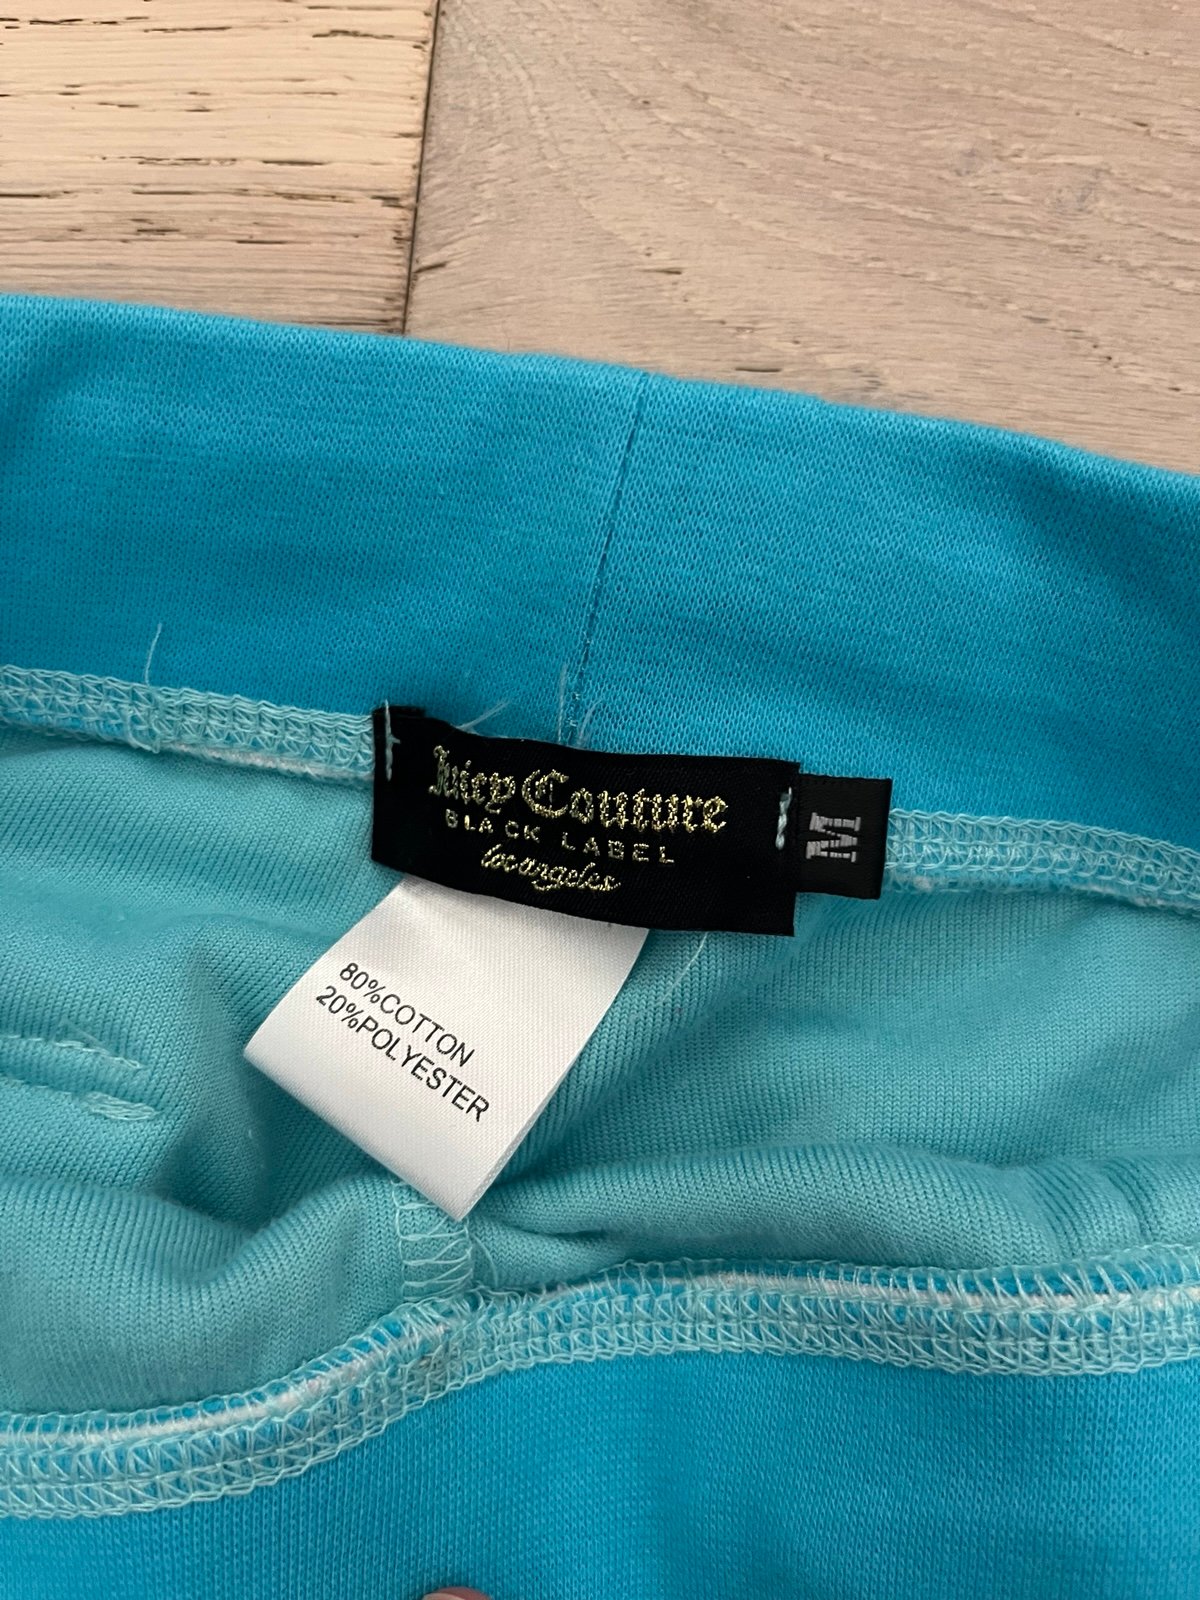 Juicy Couture
BLACK LABEL
los angeles
M
80%COTTON
20%POLYESTER